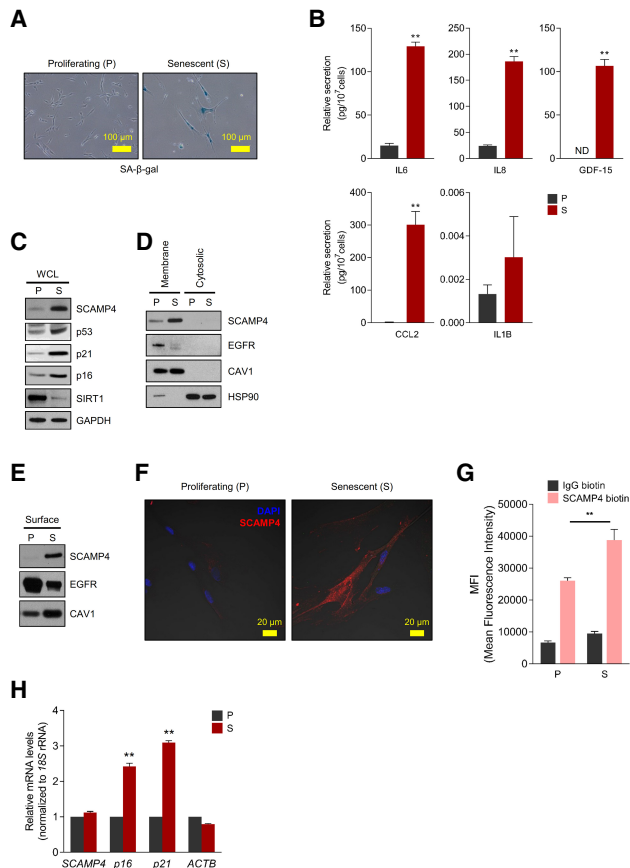 A
Proliferating (P)
Senescent (S)
100 µm
100 µm
SA-β-gal
B
Relative secretion
(pg/10⁷cells)
150
100
50
0
**
IL6
250
200
150
100
50
0
**
IL8
150
100
50
0
ND
**
GDF-15
Relative secretion
(pg/10⁷cells)
400
300
200
100
0
**
CCL2
0.006
0.004
0.002
0.000
IL1B
P
S
C
WCL
P
S
SCAMP4
p53
p21
p16
SIRT1
GAPDH
D
Membrane
Cytosolic
P
S
P
S
SCAMP4
EGFR
CAV1
HSP90
E
Surface
P
S
SCAMP4
EGFR
CAV1
F
Proliferating (P)
Senescent (S)
DAPI
SCAMP4
20 µm
20 µm
G
IgG biotin
SCAMP4 biotin
MFI
(Mean Fluorescence Intensity)
50000
40000
30000
20000
10000
0
**
P
S
H
Relative mRNA levels
(normalized to 18S rRNA)
4
3
2
1
0
**
**
P
S
SCAMP4
p16
p21
ACTB